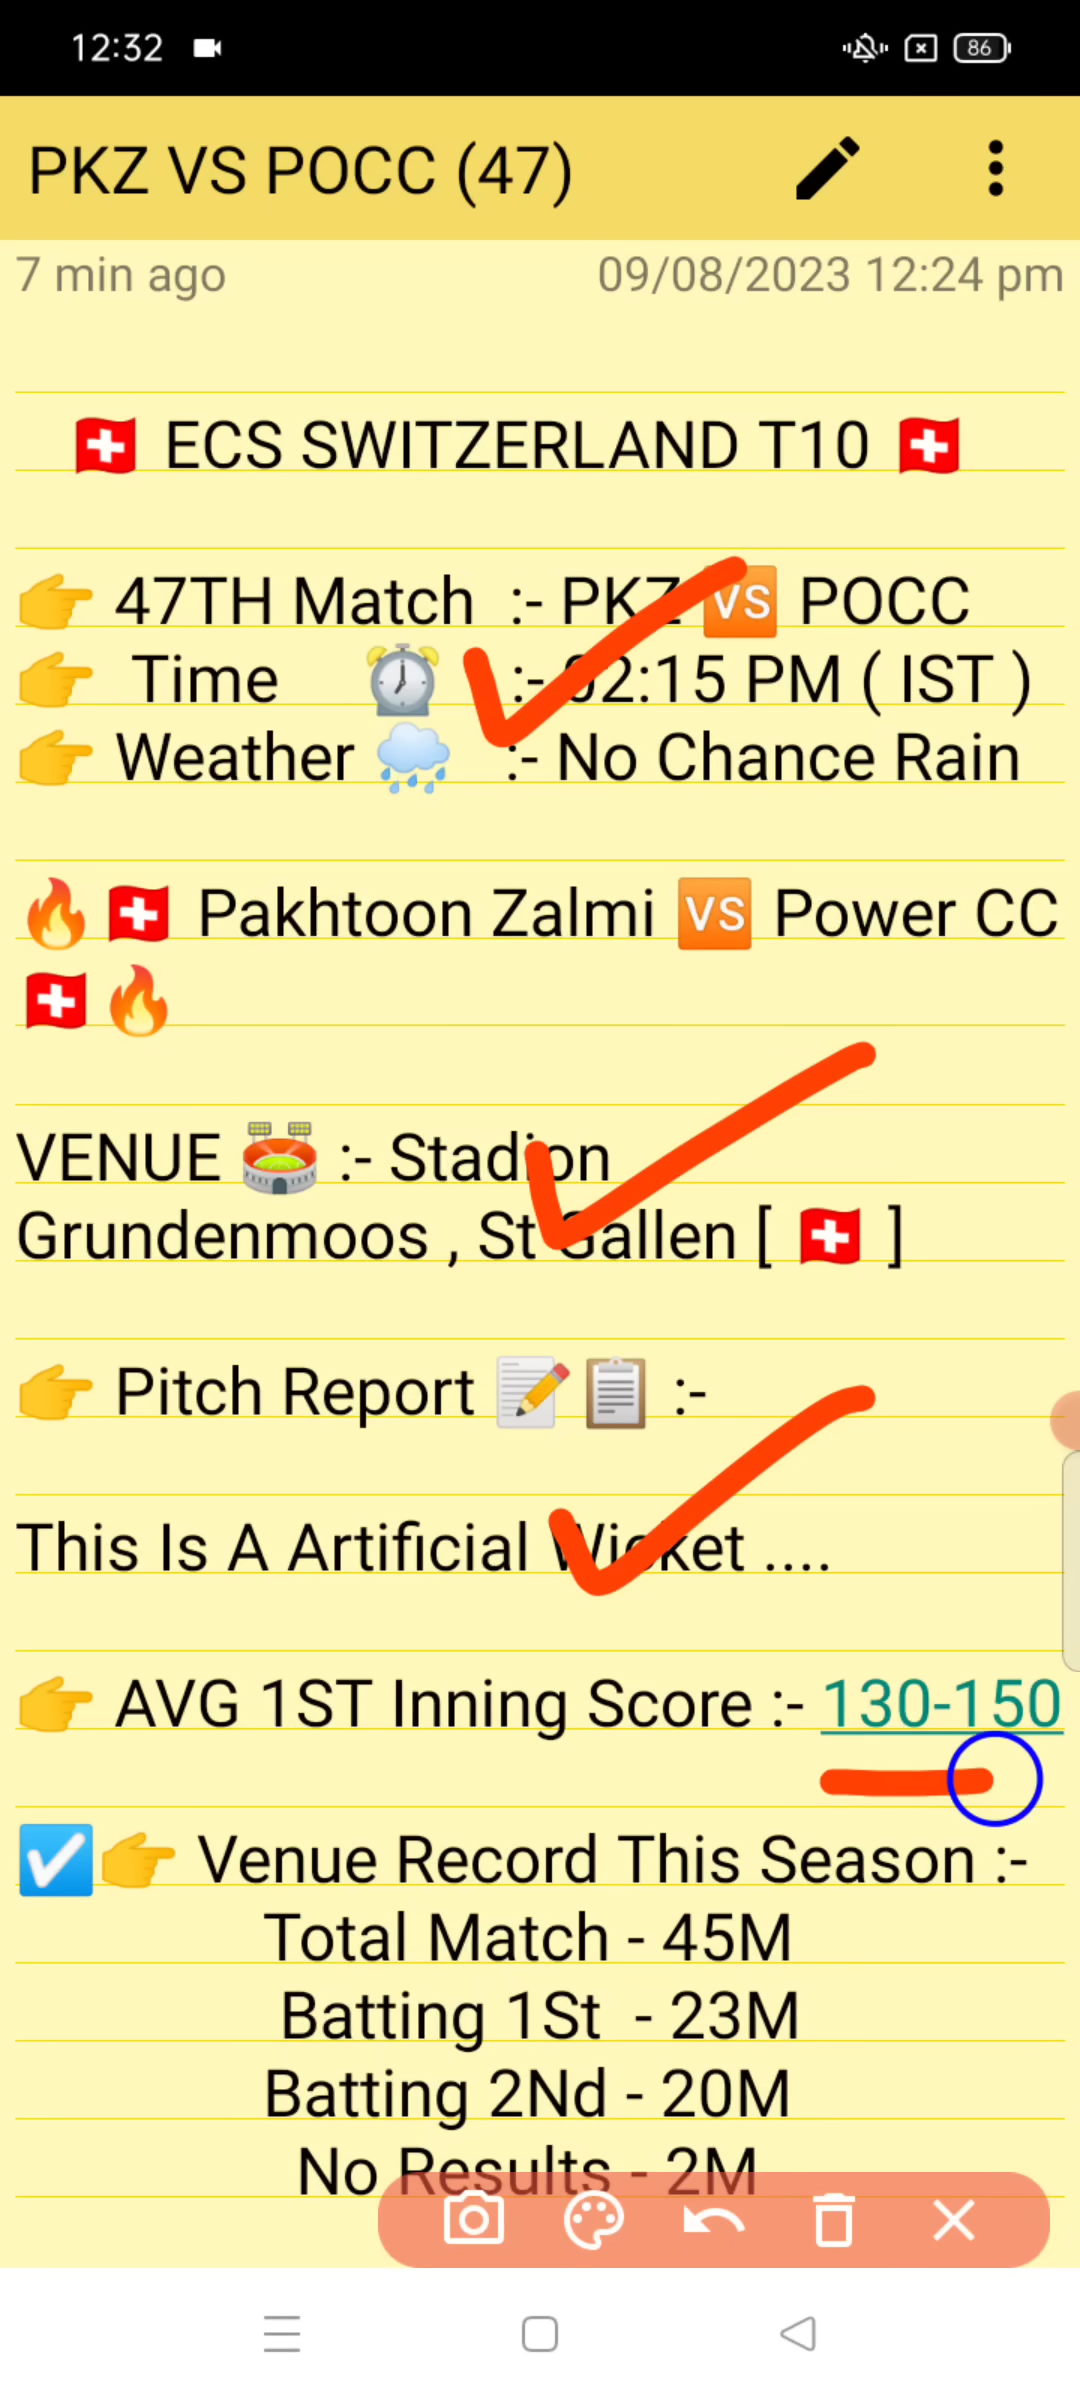 12:32
86
PKZ VS POCC (47)
7 min ago 09/08/2023 12:24 pm
🇨🇭 ECS SWITZERLAND T10 🇨🇭
👉 47TH Match :- PKZ 🆚 POCC
👉 Time ⏰ :- 02:15 PM ( IST )
👉 Weather 🌧️ :- No Chance Rain
🔥🇨🇭 Pakhtoon Zalmi 🆚 Power CC
🇨🇭🔥
VENUE 🏟️ :- Stadion
Grundenmoos , St Gallen [ 🇨🇭 ]
👉 Pitch Report 📝📋 :-
This Is A Artificial Wicket ....
👉 AVG 1ST Inning Score :- 130-150
☑️👉 Venue Record This Season :-
Total Match - 45M
Batting 1St - 23M
Batting 2Nd - 20M
No Results - 2M